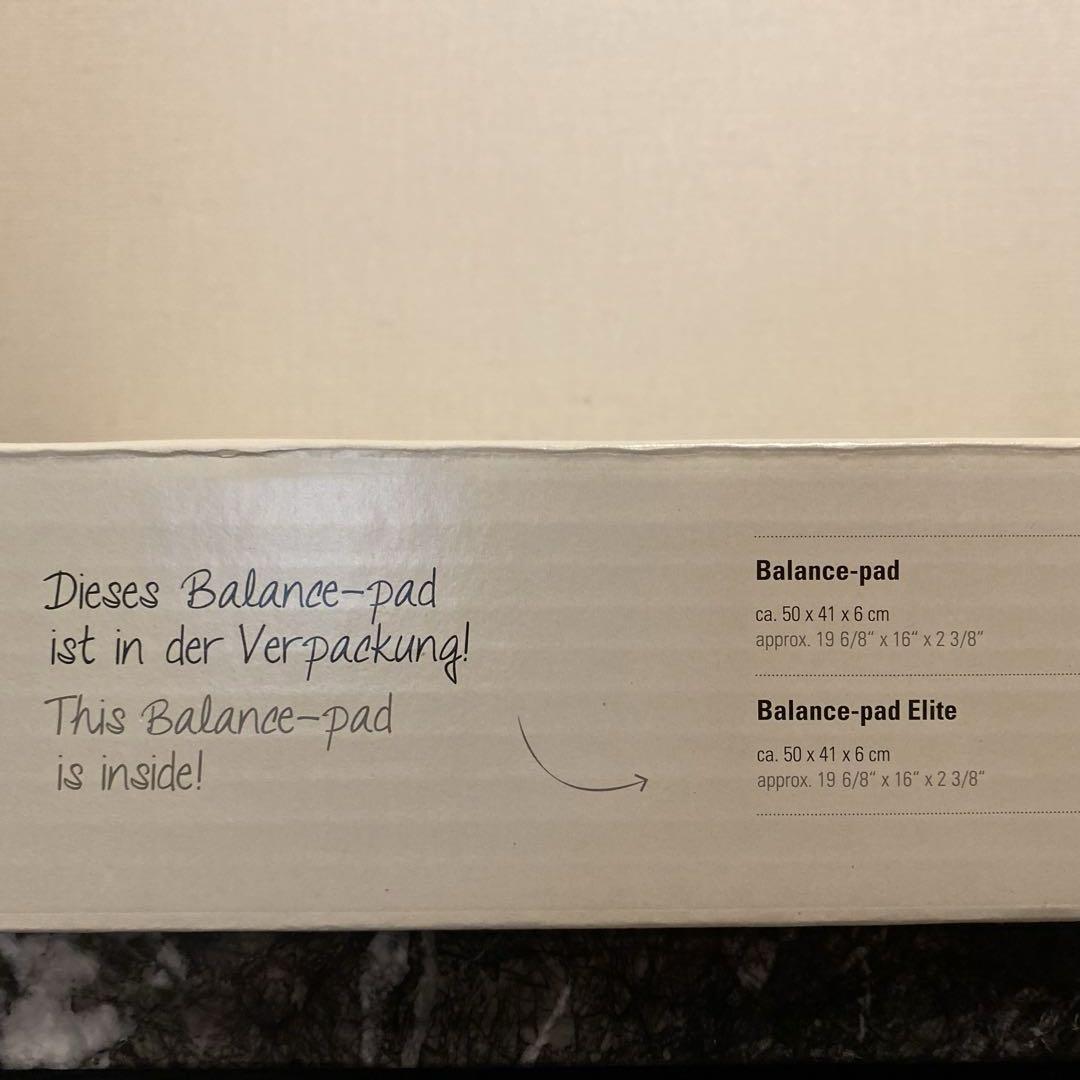 Dieses Balance-pad
ist in der Verpackung!
This Balance-pad
is inside!
Balance-pad
ca. 50 x 41 x 6 cm
approx. 19 6/8“ x 16“ x 2 3/8”
Balance-pad Elite
ca. 50 x 41 x 6 cm
approx. 19 6/8“ x 16“ x 2 3/8“